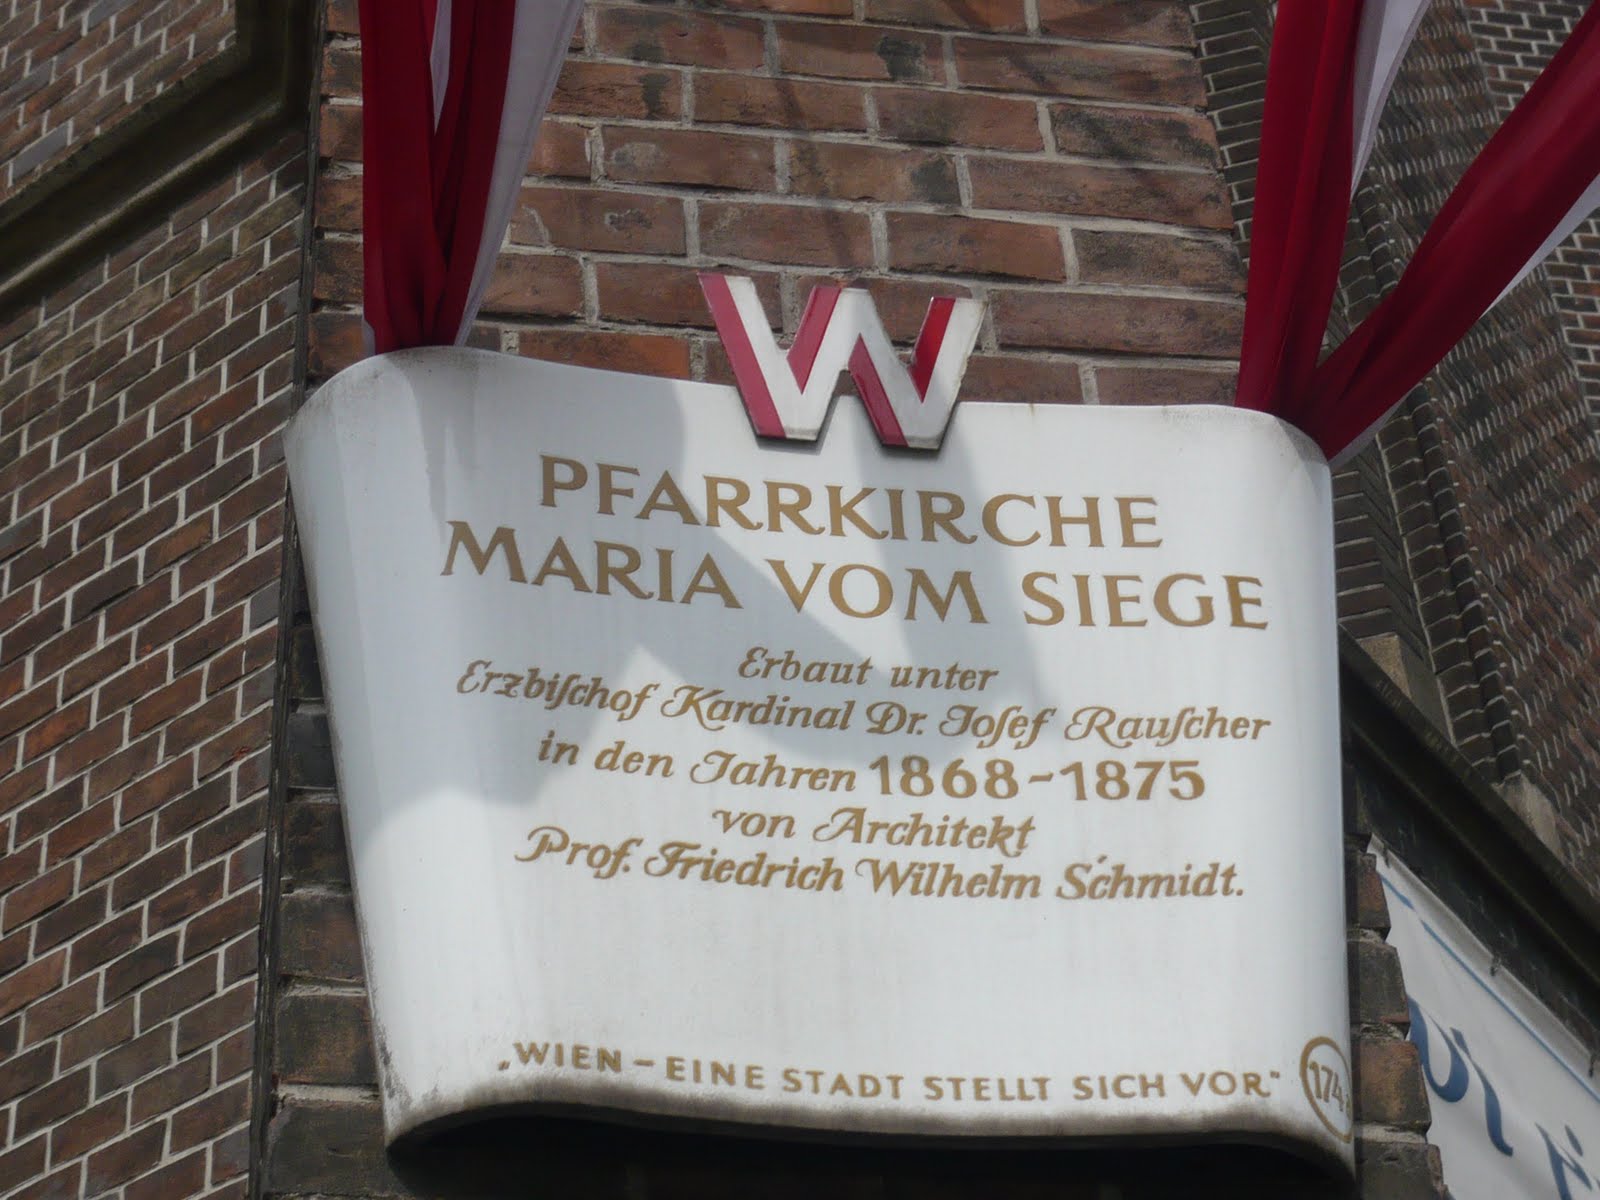 W
PFARRKIRCHE
MARIA VOM SIEGE
Erbaut unter
Erzbiſchof Kardinal Dr. Joſef Rauſcher
in den Jahren 1868-1875
von Architekt
Prof. Friedrich Wilhelm Schmidt.
„WIEN - EINE STADT STELLT SICH VOR"
174